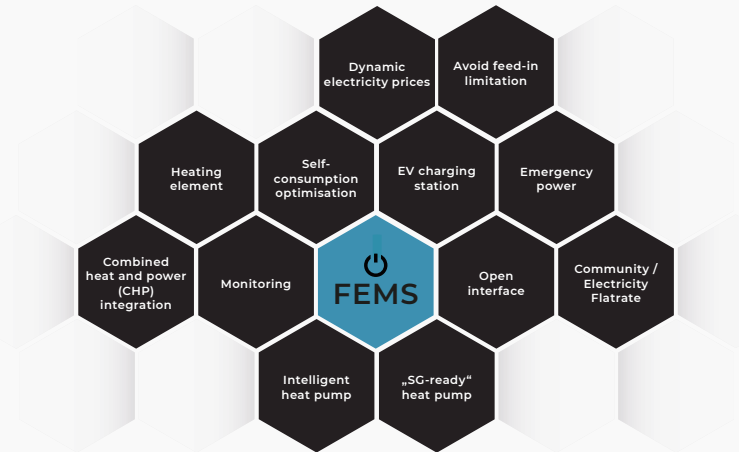 Dynamic
electricity prices
Avoid feed-in
limitation
Heating
element
Self-
consumption
optimisation
EV charging
station
Emergency
power
Combined
heat and power
(CHP)
integration
Monitoring
FEMS
Open
interface
Community /
Electricity
Flatrate
Intelligent
heat pump
„SG-ready“
heat pump